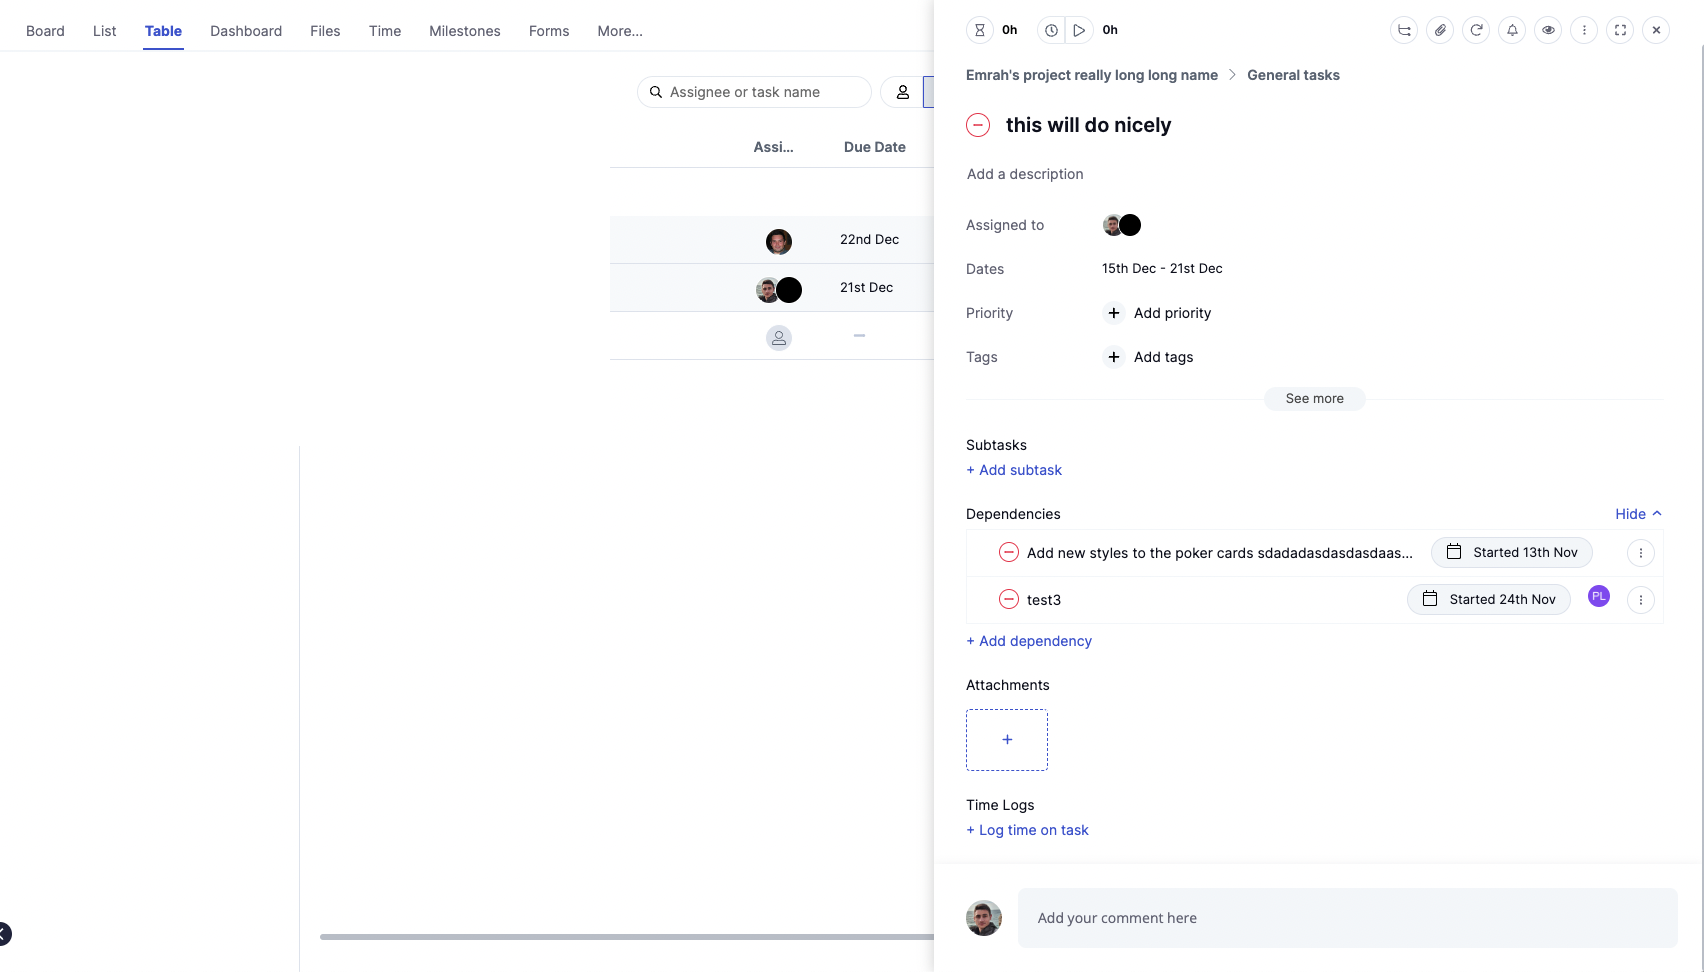 Board List Table Dashboard Files Time Milestones Forms More...
0h 0h
Emrah's project really long long name General tasks
Assignee or task name
this will do nicely
Assi... Due Date
Add a description
Assigned to
22nd Dec
Dates 15th Dec - 21st Dec
21st Dec
Priority + Add priority
Tags + Add tags
See more
Subtasks
+ Add subtask
Dependencies Hide
Add new styles to the poker cards sdadadasdasdasdaas... Started 13th Nov
test3 Started 24th Nov PL
+ Add dependency
Attachments
+
Time Logs
+ Log time on task
Add your comment here